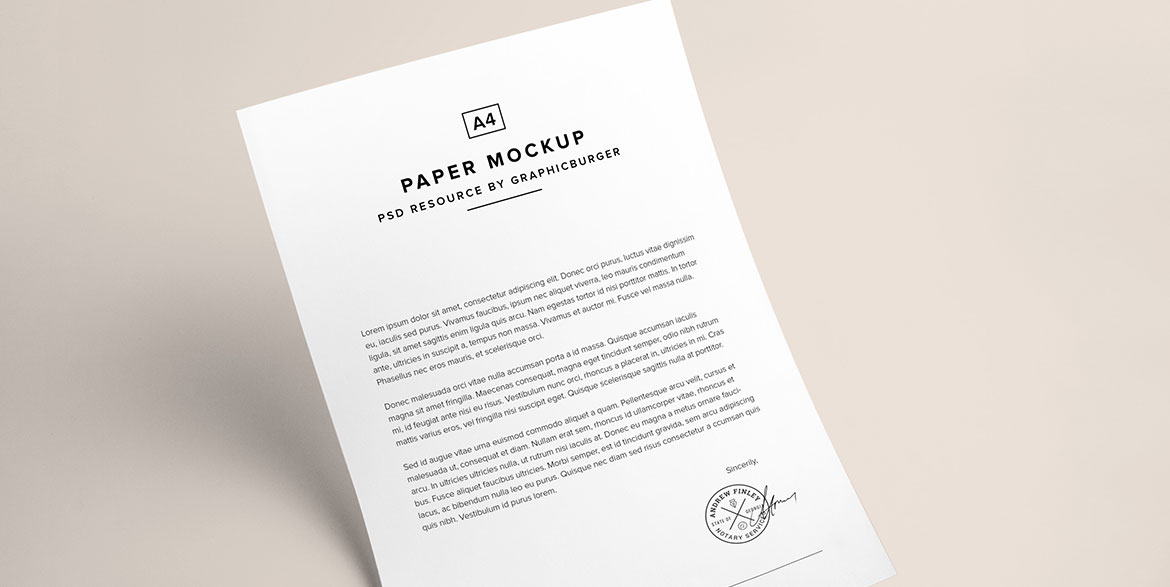 A4
PAPER MOCKUP
PSD RESOURCE BY GRAPHICBURGER
Lorem ipsum dolor sit amet, consectetur adipiscing elit. Donec orci purus, luctus vitae dignissim
eu, iaculis sed purus. Vivamus faucibus, ipsum nec aliquet viverra, leo mauris condimentum
ligula, sit amet sagittis enim ligula quis arcu. Nam egestas tortor id nisi porttitor mattis. In tortor
ante, ultricies in suscipit a, tempus non massa. Vivamus et auctor mi. Fusce vel massa nulla.
Phasellus nec eros mauris, et scelerisque orci.
Donec malesuada orci vitae nulla accumsan porta a id massa. Quisque accumsan iaculis
magna sit amet fringilla. Maecenas consequat, magna eget tincidunt semper, odio nibh rutrum
mi, id feugiat ante nisi eu risus. Vestibulum nunc orci, rhoncus a placerat in, ultricies in mi. Cras
mattis varius eros, vel fringilla nisi suscipit eget. Quisque scelerisque sagittis nulla at porttitor.
Sed id augue vitae urna euismod commodo aliquet a quam. Pellentesque arcu velit, cursus et
malesuada ut, consequat et diam. Nullam erat sem, rhoncus id ullamcorper vitae, rhoncus et
arcu. In ultricies ultricies nulla, ut rutrum nisi iaculis at. Donec eu magna a metus ornare fauci-
bus. Fusce aliquet faucibus ultricies. Morbi semper, est id tincidunt gravida, sem arcu adipiscing
lacus, ac bibendum nulla leo eu purus. Quisque nec diam sed risus consectetur a ccumsan quis
quis nibh. Vestibulum id purus lorem.
Sincerily,
ANDREW FINLEY
STATE OF GEORGIA
NOTARY SERVICE